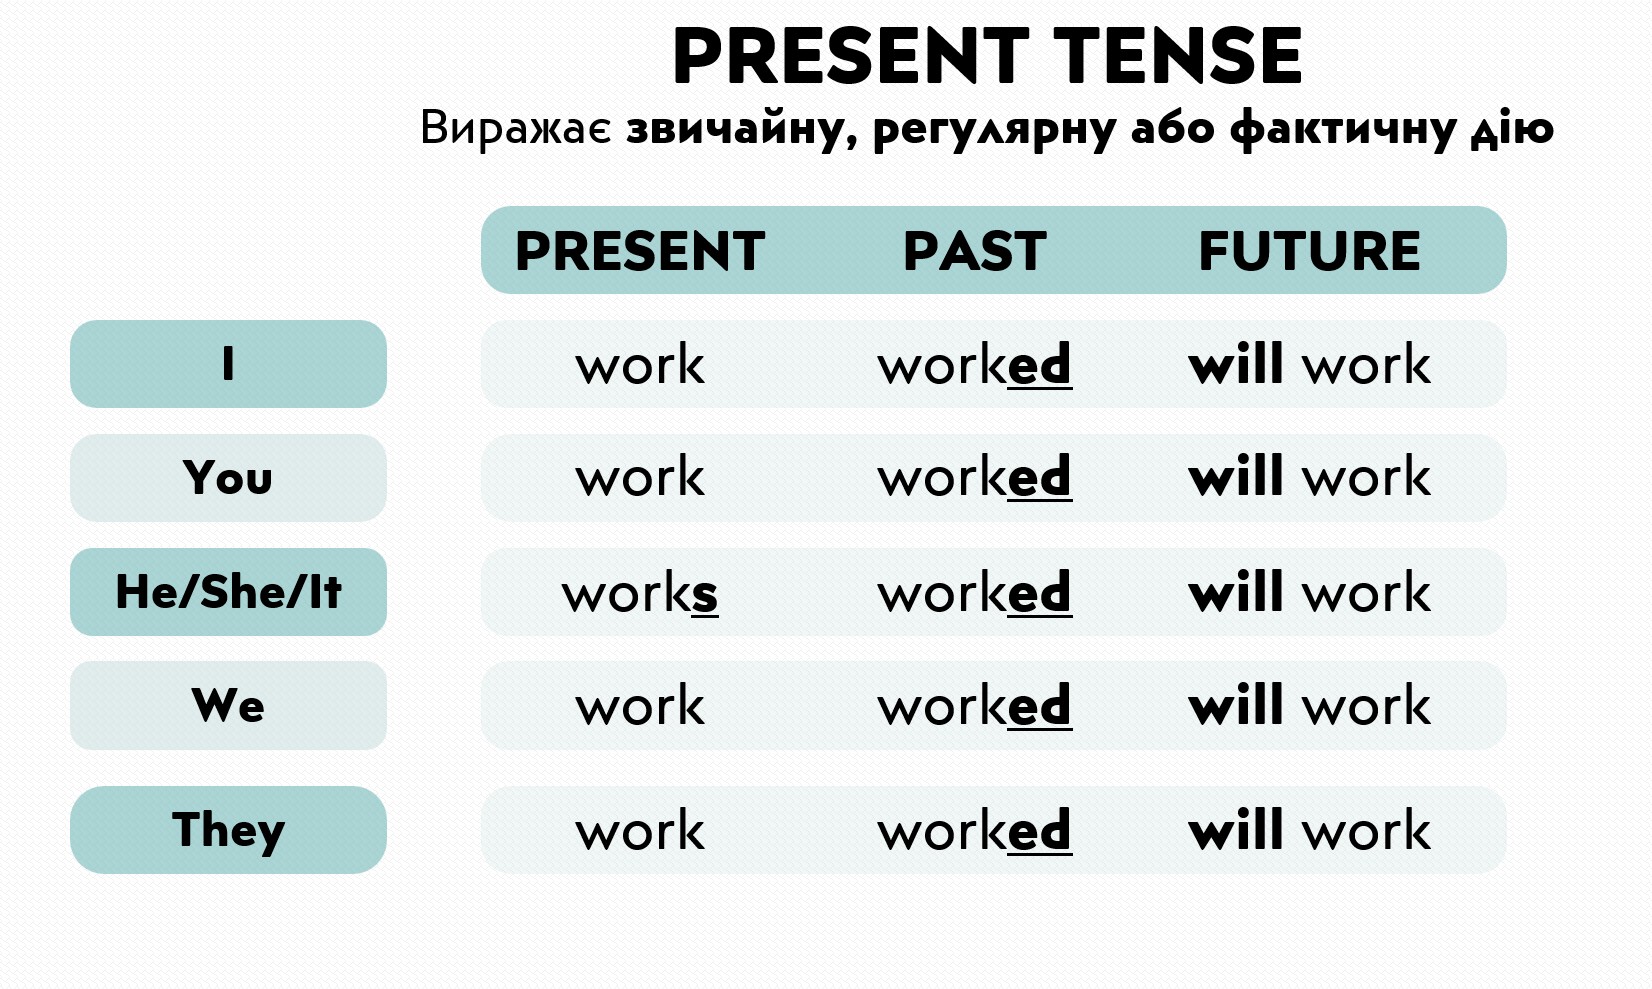 PRESENT TENSE
Виражає звичайну, регулярну або фактичну дію
PRESENT PAST FUTURE
I work worked will work
You work worked will work
He/She/It works worked will work
We work worked will work
They work worked will work